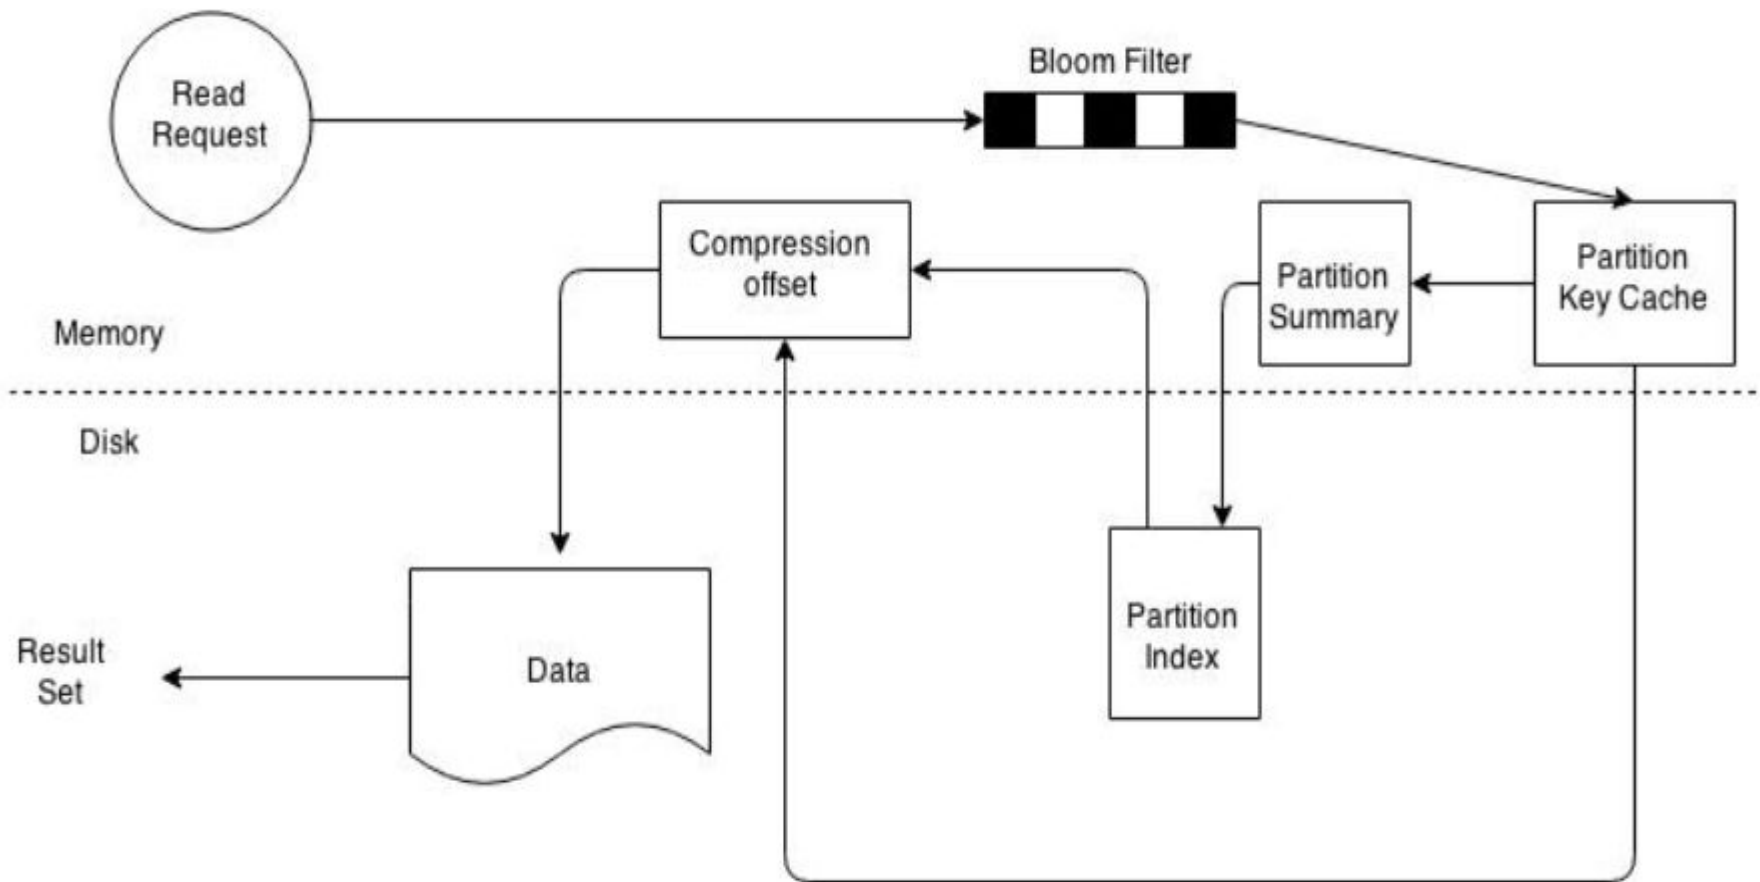 Read
Request
Bloom Filter
Compression
offset
Partition
Summary
Partition
Key Cache
Memory
Disk
Partition
Index
Data
Result
Set